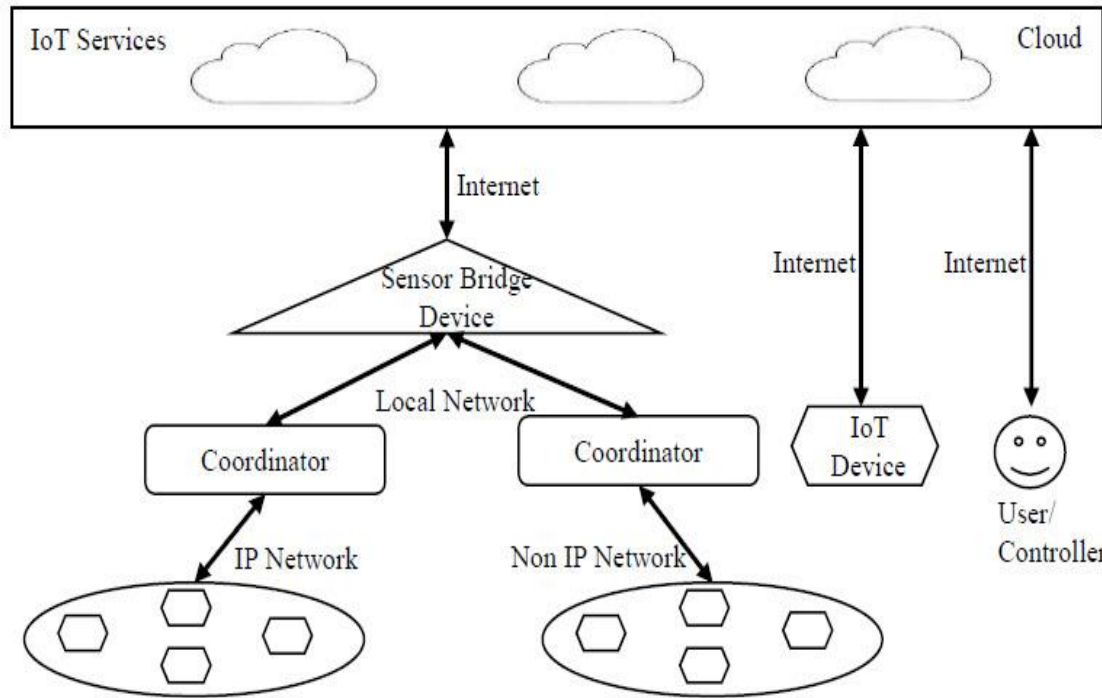 IoT Services
Cloud
Internet
Internet
Internet
Sensor Bridge
Device
Local Network
Coordinator
Coordinator
IoT
Device
User/
Controller
IP Network
Non IP Network